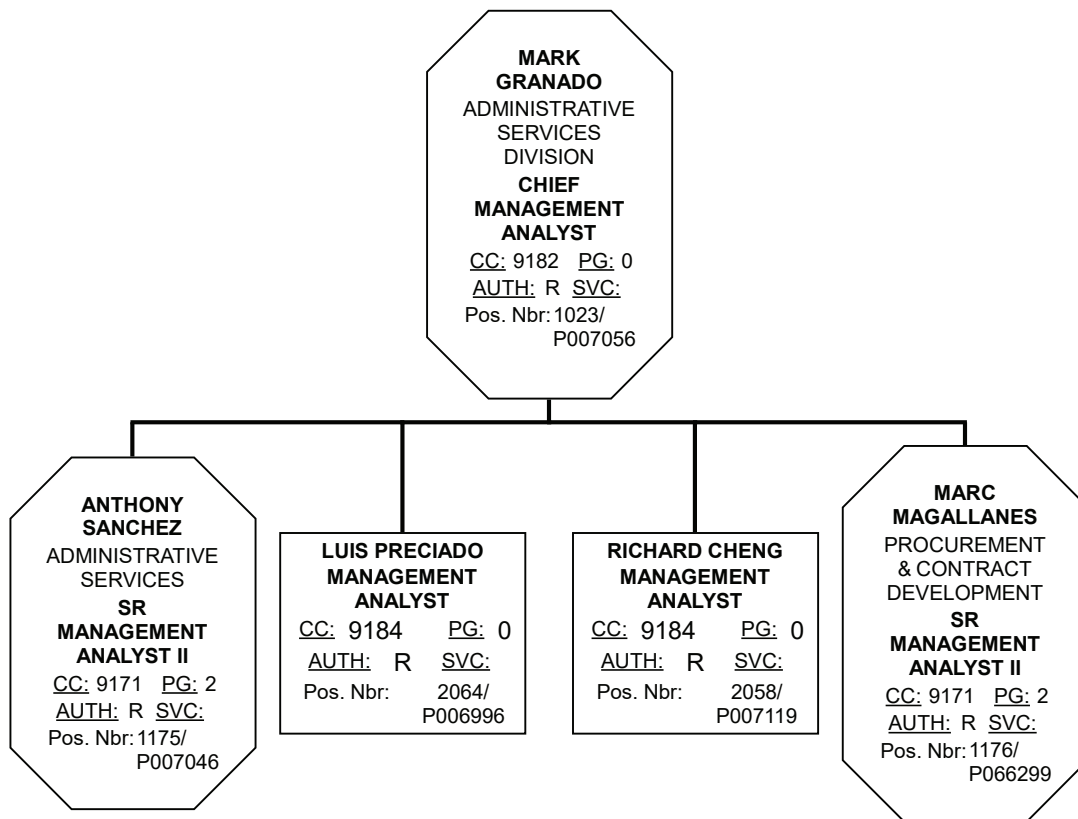 MARK
GRANADO
ADMINISTRATIVE
SERVICES
DIVISION
CHIEF
MANAGEMENT
ANALYST
CC: 9182 PG: 0
AUTH: R SVC:
Pos. Nbr: 1023/
P007056
ANTHONY
SANCHEZ
ADMINISTRATIVE
SERVICES
SR
MANAGEMENT
ANALYST II
CC: 9171 PG: 2
AUTH: R SVC:
Pos. Nbr: 1175/
P007046
LUIS PRECIADO
MANAGEMENT
ANALYST
CC: 9184 PG: 0
AUTH: R SVC:
Pos. Nbr: 2064/
P006996
RICHARD CHENG
MANAGEMENT
ANALYST
CC: 9184 PG: 0
AUTH: R SVC:
Pos. Nbr: 2058/
P007119
MARC
MAGALLANES
PROCUREMENT
& CONTRACT
DEVELOPMENT
SR
MANAGEMENT
ANALYST II
CC: 9171 PG: 2
AUTH: R SVC:
Pos. Nbr: 1176/
P066299